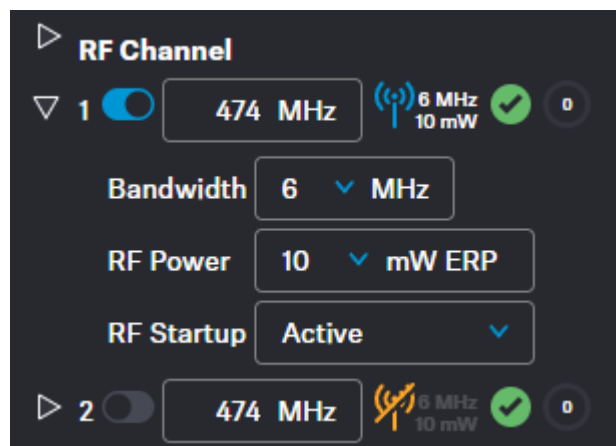 RF Channel
1 474 MHz 6 MHz 0
10 mW
Bandwidth 6 MHz
RF Power 10 mW ERP
RF Startup Active
2 474 MHz 6 MHz 0
10 mW